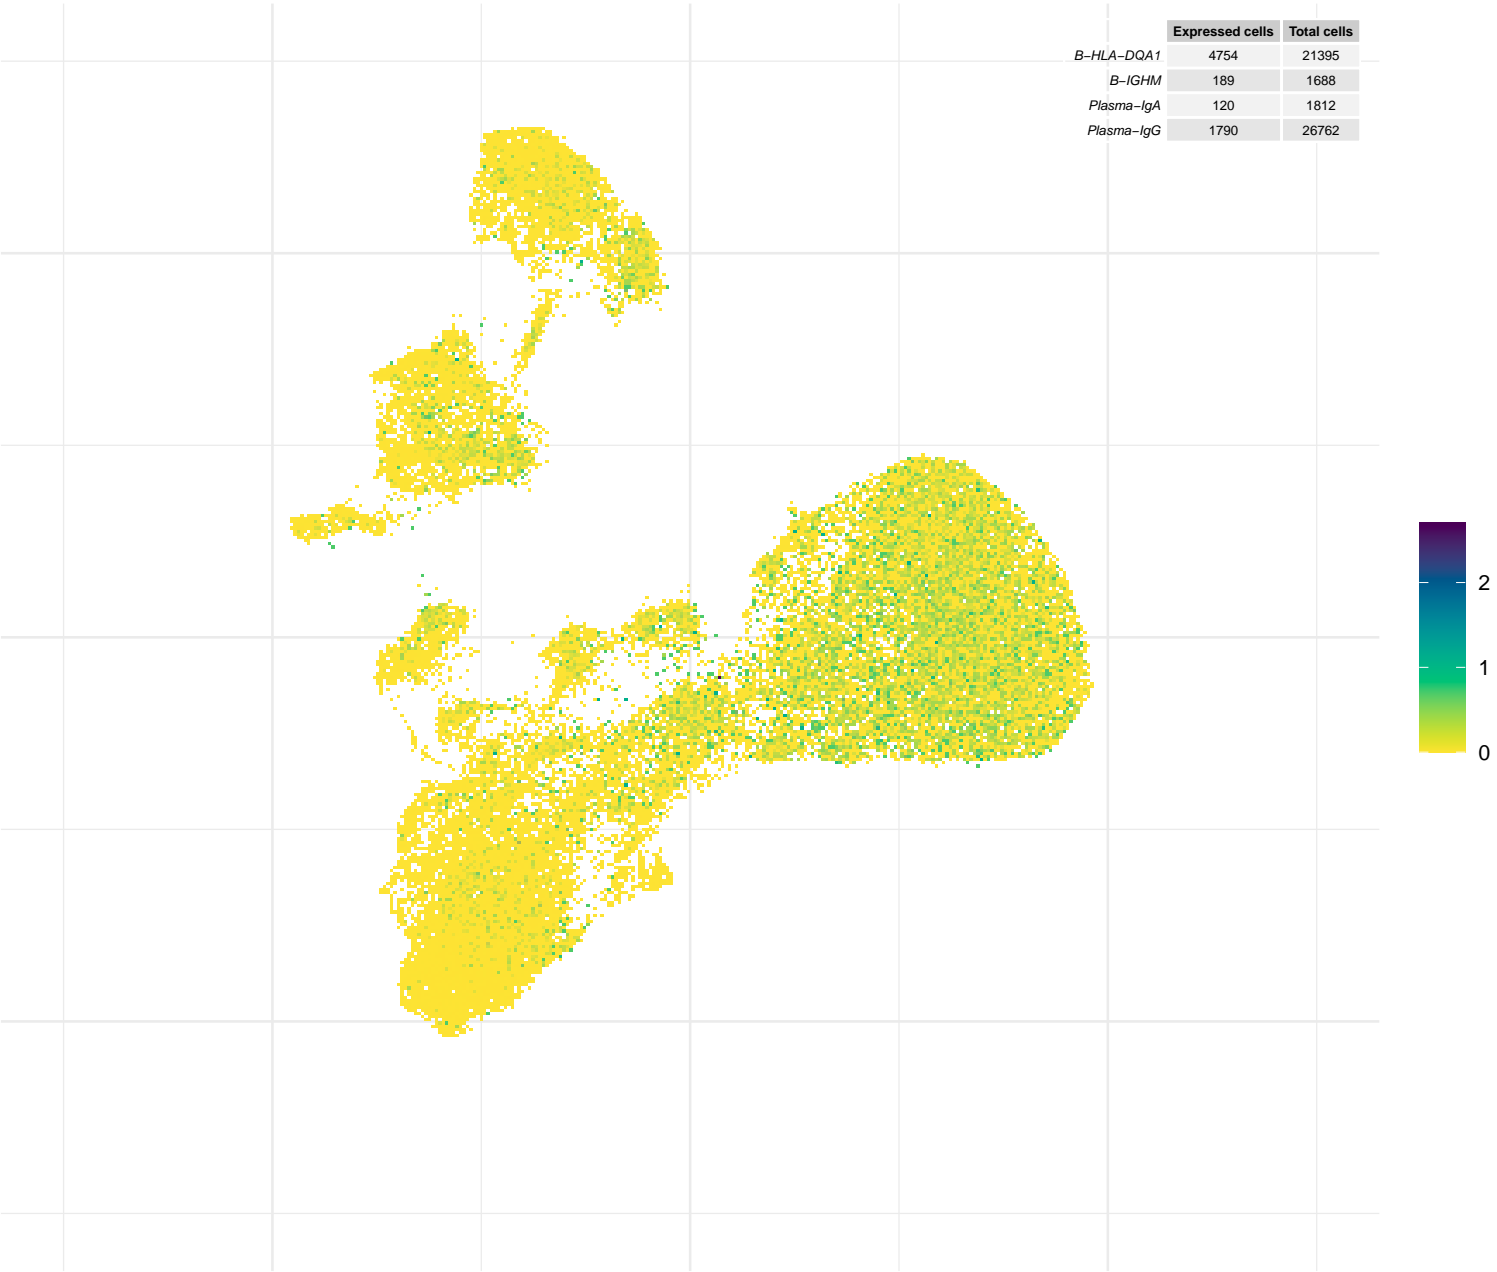 Expressed cells Total cells
B−HLA−DQA1 4754 21395
B−IGHM 189 1688
Plasma−IgA 120 1812
Plasma−IgG 1790 26762
2
1
0